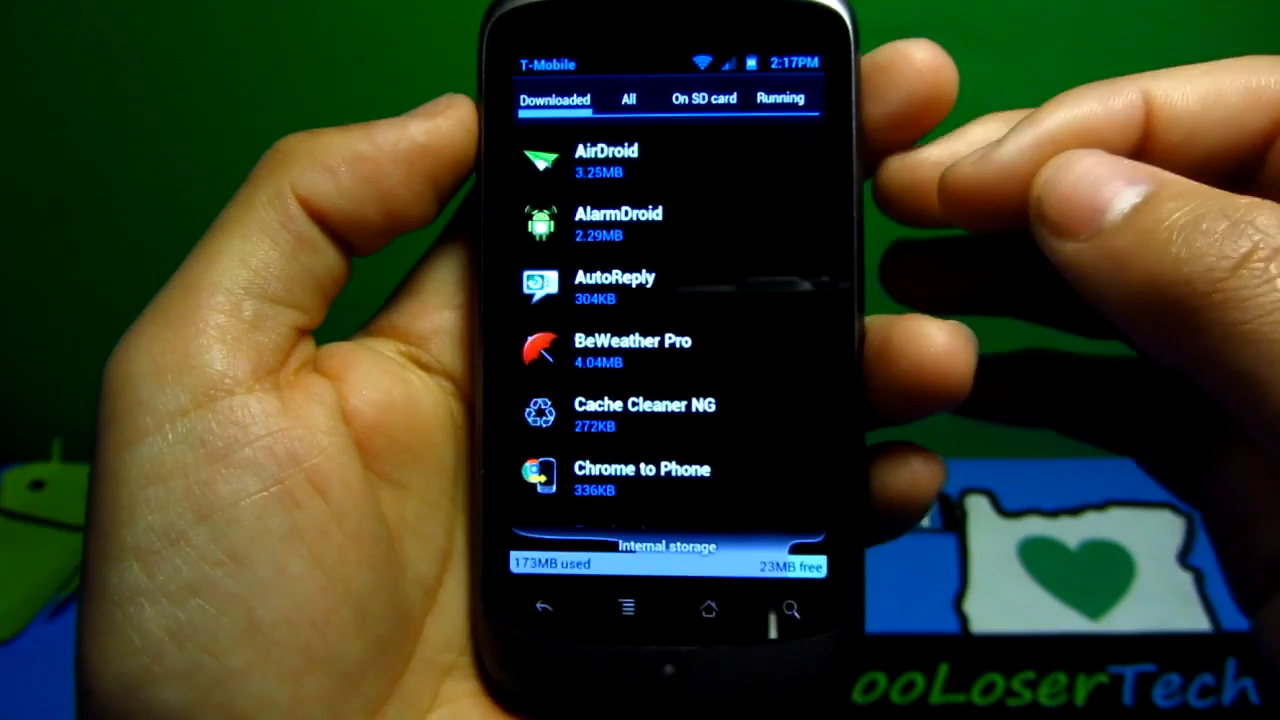 T-Mobile 2:17PM
Downloaded All On SD card Running
AirDroid
3.25MB
AlarmDroid
2.29MB
AutoReply
304KB
BeWeather Pro
4.04MB
Cache Cleaner NG
272KB
Chrome to Phone
336KB
Internal storage
173MB used 23MB free
ooLoserTech